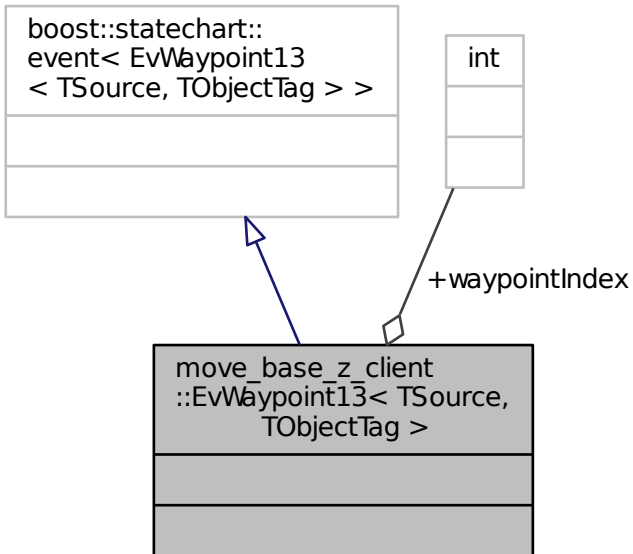 boost::statechart::
event< EvWaypoint13
< TSource, TObjectTag > >
int
+waypointIndex
move_base_z_client
::EvWaypoint13< TSource,
TObjectTag >